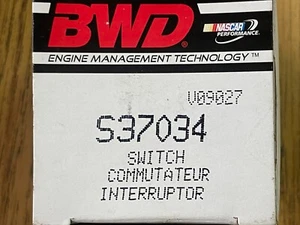 BWD
NASCAR
PERFORMANCE
ENGINE MANAGEMENT TECHNOLOGY™
V09027
S37034
SWITCH
COMMUTATEUR
INTERRUPTOR